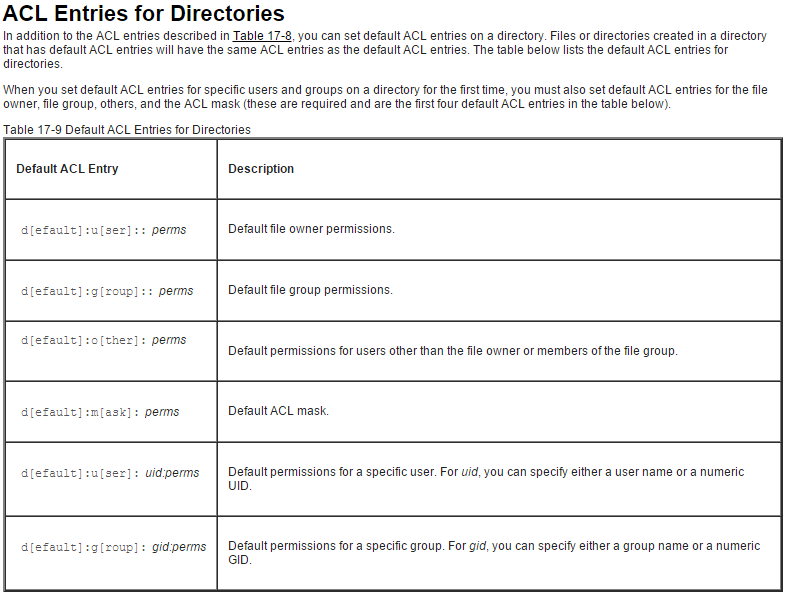 ACL Entries for Directories
In addition to the ACL entries described in Table 17-8, you can set default ACL entries on a directory. Files or directories created in a directory
that has default ACL entries will have the same ACL entries as the default ACL entries. The table below lists the default ACL entries for
directories.
When you set default ACL entries for specific users and groups on a directory for the first time, you must also set default ACL entries for the file
owner, file group, others, and the ACL mask (these are required and are the first four default ACL entries in the table below).
Table 17-9 Default ACL Entries for Directories
Default ACL Entry Description
d[efault]:u[ser]:: perms Default file owner permissions.
d[efault]:g[roup]:: perms Default file group permissions.
d[efault]:o[ther]: perms Default permissions for users other than the file owner or members of the file group.
d[efault]:m[ask]: perms Default ACL mask.
d[efault]:u[ser]: uid:perms Default permissions for a specific user. For uid, you can specify either a user name or a numeric
UID.
d[efault]:g[roup]: gid:perms Default permissions for a specific group. For gid, you can specify either a group name or a numeric
GID.